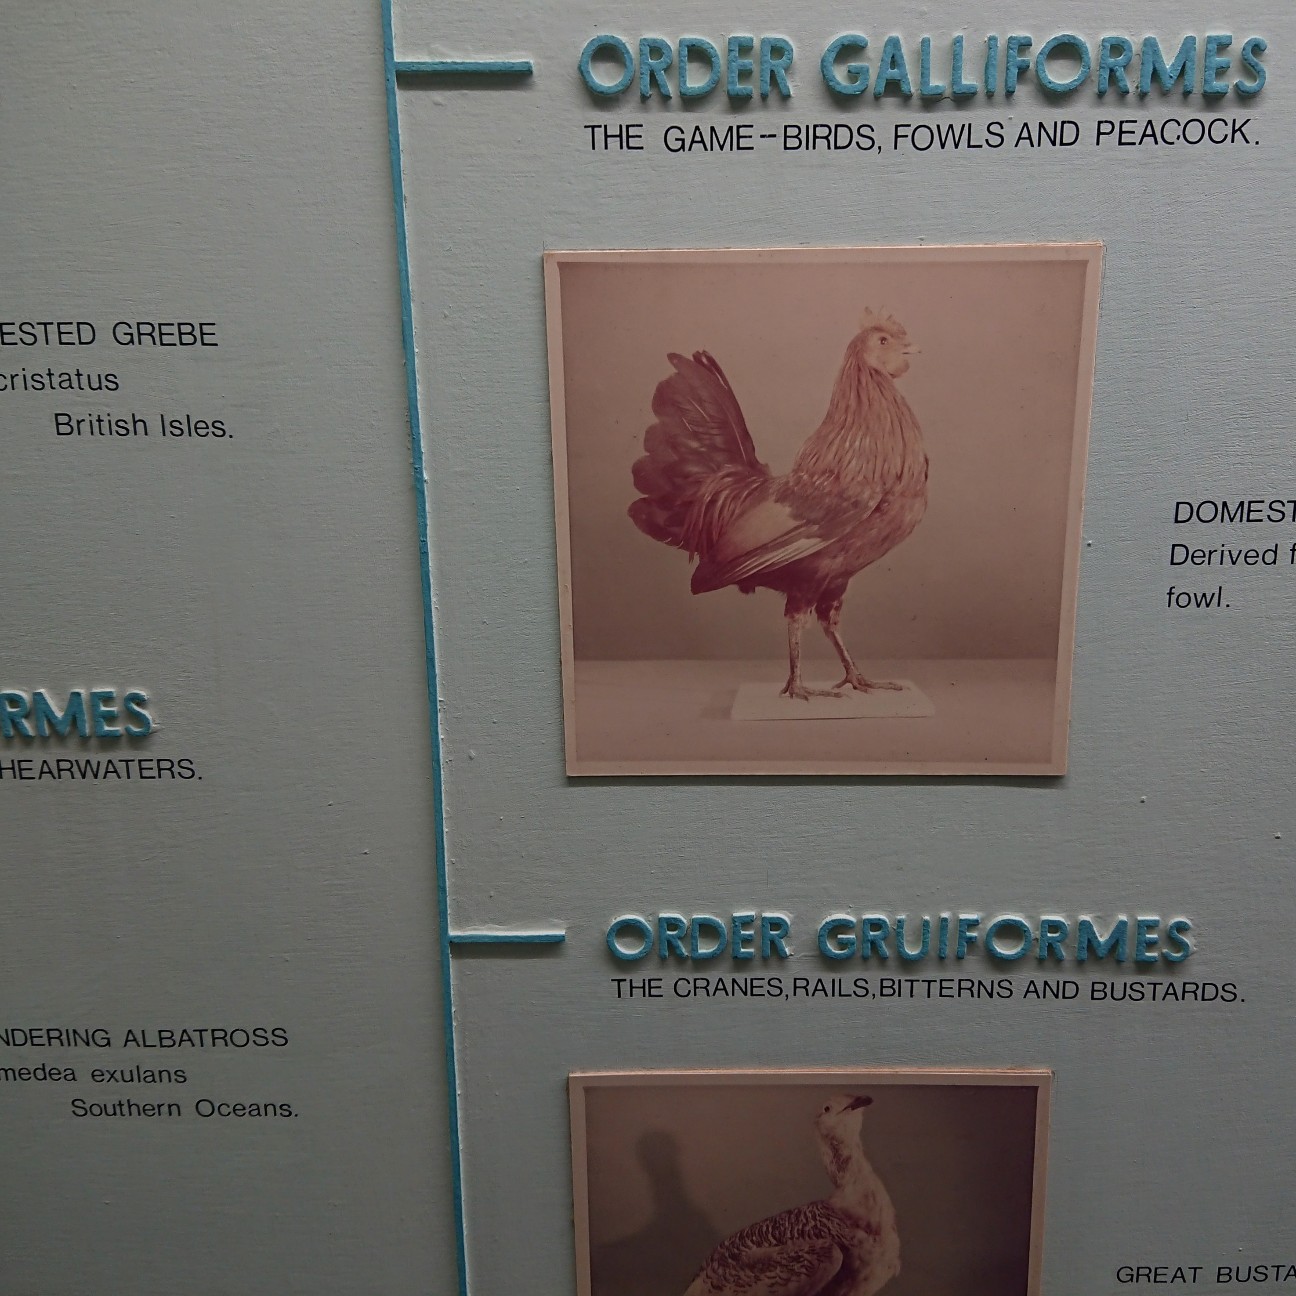 ORDER GALLIFORMES
THE GAME-BIRDS, FOWLS AND PEACOCK.
ESTED GREBE
cristatus
British Isles.
DOMEST
Derived f
fowl.
RMES
HEARWATERS.
ORDER GRUIFORMES
THE CRANES, RAILS, BITTERNS AND BUSTARDS.
NDERING ALBATROSS
medea exulans
Southern Oceans.
GREAT BUSTA